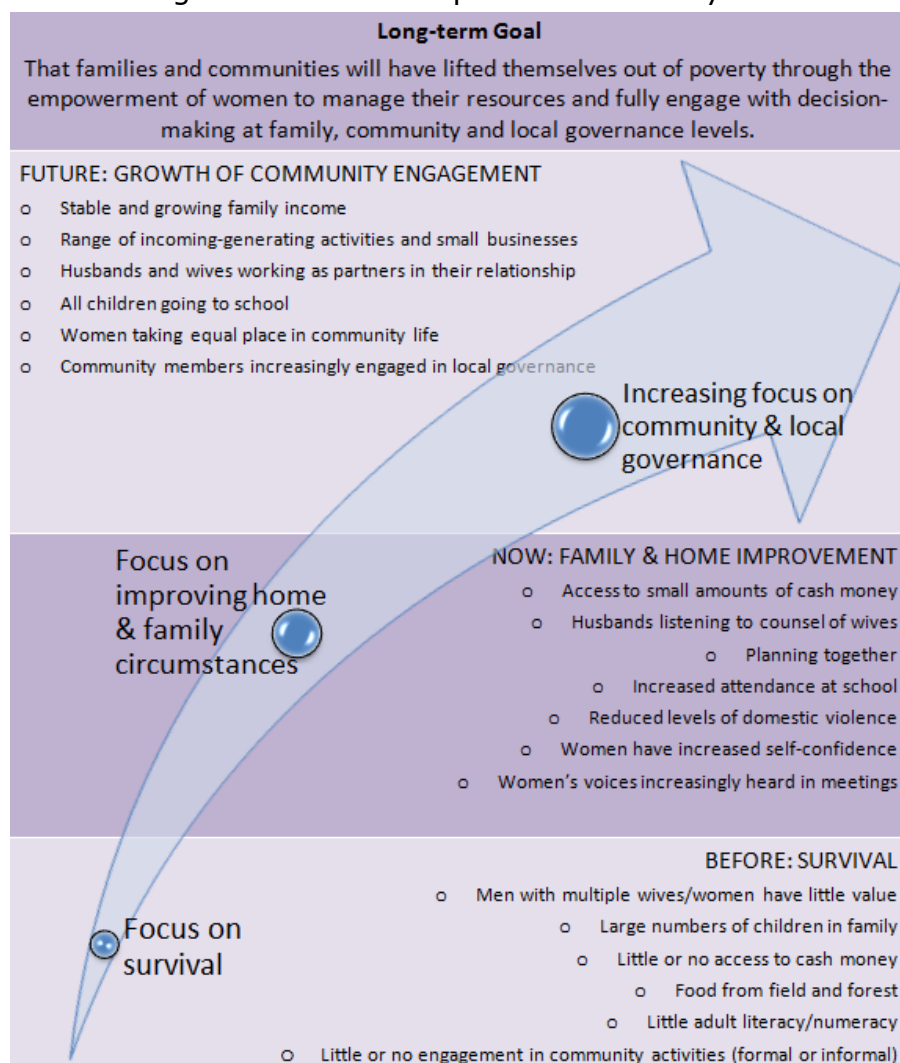 Long-term Goal
That families and communities will have lifted themselves out of poverty through the
empowerment of women to manage their resources and fully engage with decision-
making at family, community and local governance levels.
FUTURE: GROWTH OF COMMUNITY ENGAGEMENT
o Stable and growing family income
o Range of incoming-generating activities and small businesses
o Husbands and wives working as partners in their relationship
o All children going to school
o Women taking equal place in community life
o Community members increasingly engaged in local governance
Increasing focus on
community & local
governance
Focus on
improving home
& family
circumstances
NOW: FAMILY & HOME IMPROVEMENT
o Access to small amounts of cash money
o Husbands listening to counsel of wives
o Planning together
o Increased attendance at school
o Reduced levels of domestic violence
o Women have increased self-confidence
o Women's voices increasingly heard in meetings
BEFORE: SURVIVAL
o Men with multiple wives/women have little value
o Large numbers of children in family
o Little or no access to cash money
o Food from field and forest
o Little adult literacy/numeracy
o Little or no engagement in community activities (formal or informal)
Focus on
survival